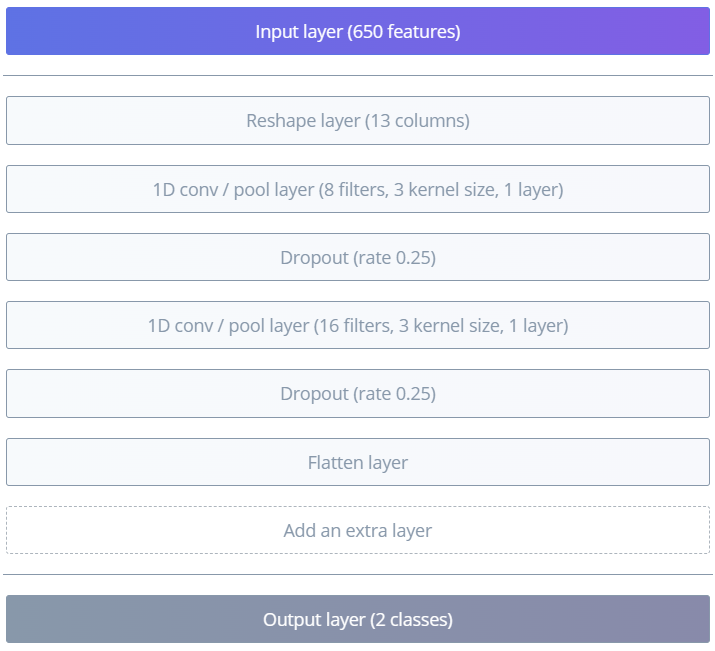 Input layer (650 features)
Reshape layer (13 columns)
1D conv / pool layer (8 filters, 3 kernel size, 1 layer)
Dropout (rate 0.25)
1D conv / pool layer (16 filters, 3 kernel size, 1 layer)
Dropout (rate 0.25)
Flatten layer
Add an extra layer
Output layer (2 classes)